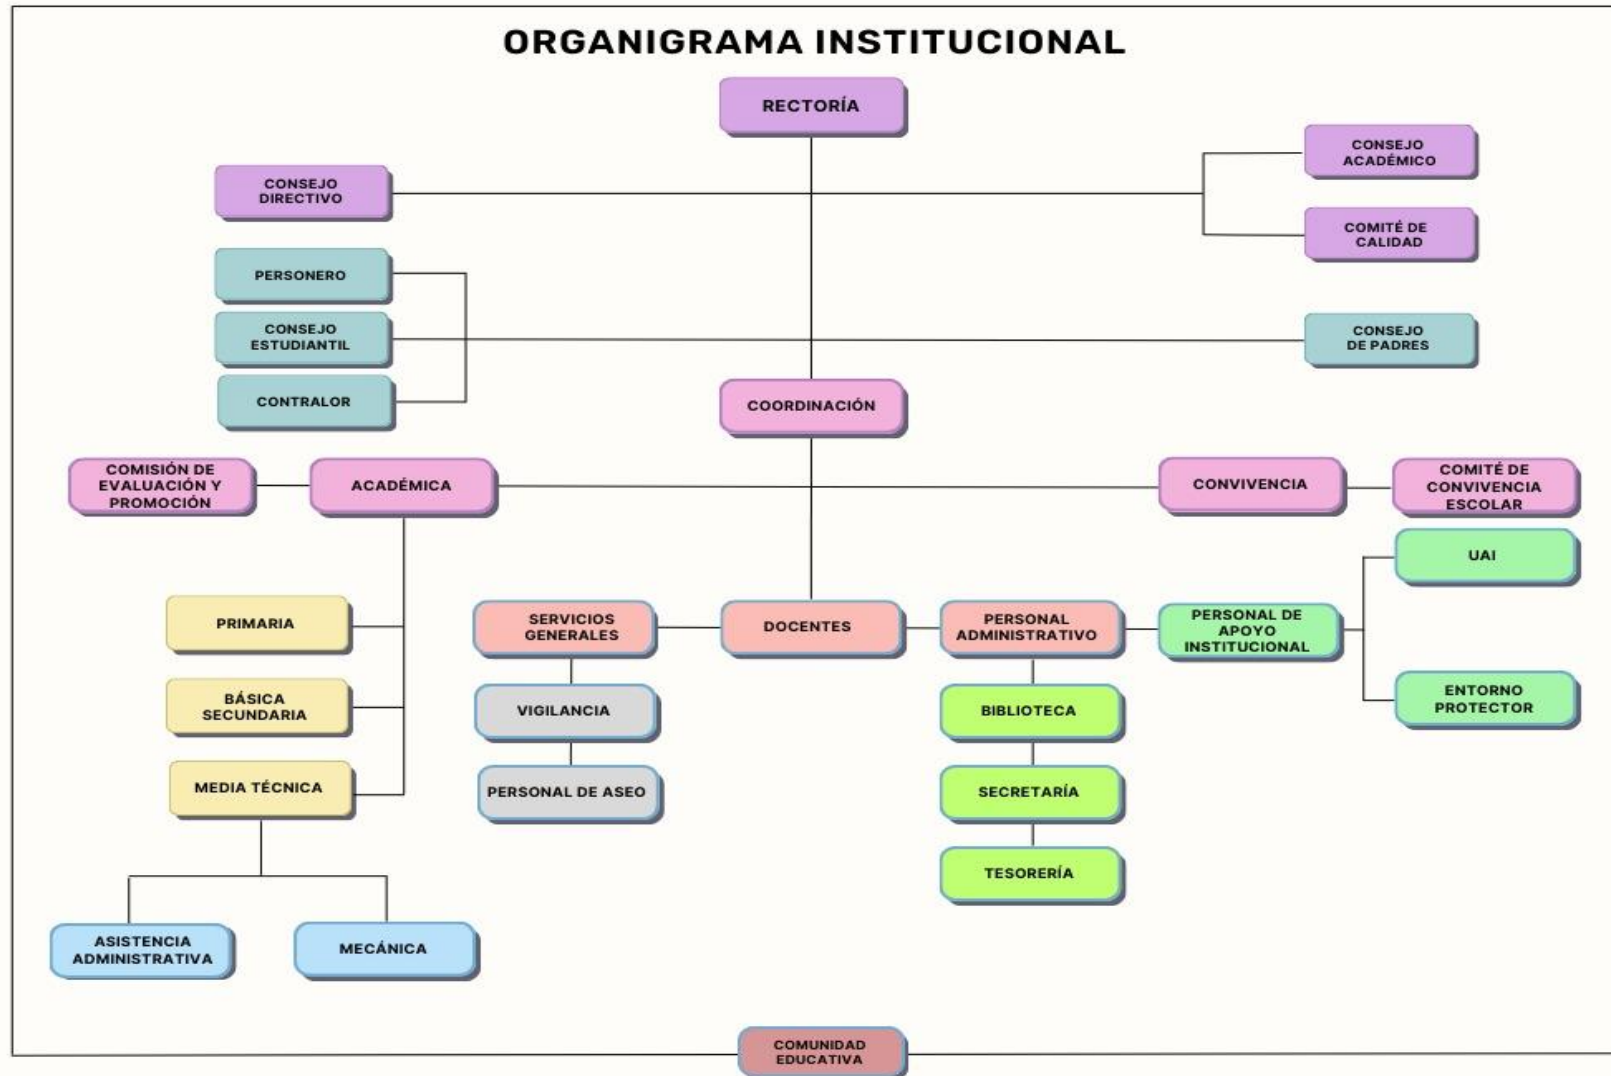 ORGANIGRAMA INSTITUCIONAL
RECTORÍA
CONSEJO
DIRECTIVO
CONSEJO
ACADÉMICO
COMITÉ DE
CALIDAD
PERSONERO
CONSEJO
ESTUDIANTIL
CONTRALOR
CONSEJO
DE PADRES
COORDINACIÓN
COMISIÓN DE
EVALUACIÓN Y
PROMOCIÓN
ACADÉMICA
CONVIVENCIA
COMITÉ DE
CONVIVENCIA
ESCOLAR
UAI
PRIMARIA
SERVICIOS
GENERALES
DOCENTES
PERSONAL
ADMINISTRATIVO
PERSONAL DE
APOYO
INSTITUCIONAL
ENTORNO
PROTECTOR
BÁSICA
SECUNDARIA
VIGILANCIA
BIBLIOTECA
MEDIA TÉCNICA
PERSONAL DE ASEO
SECRETARÍA
TESORERÍA
ASISTENCIA
ADMINISTRATIVA
MECÁNICA
COMUNIDAD
EDUCATIVA